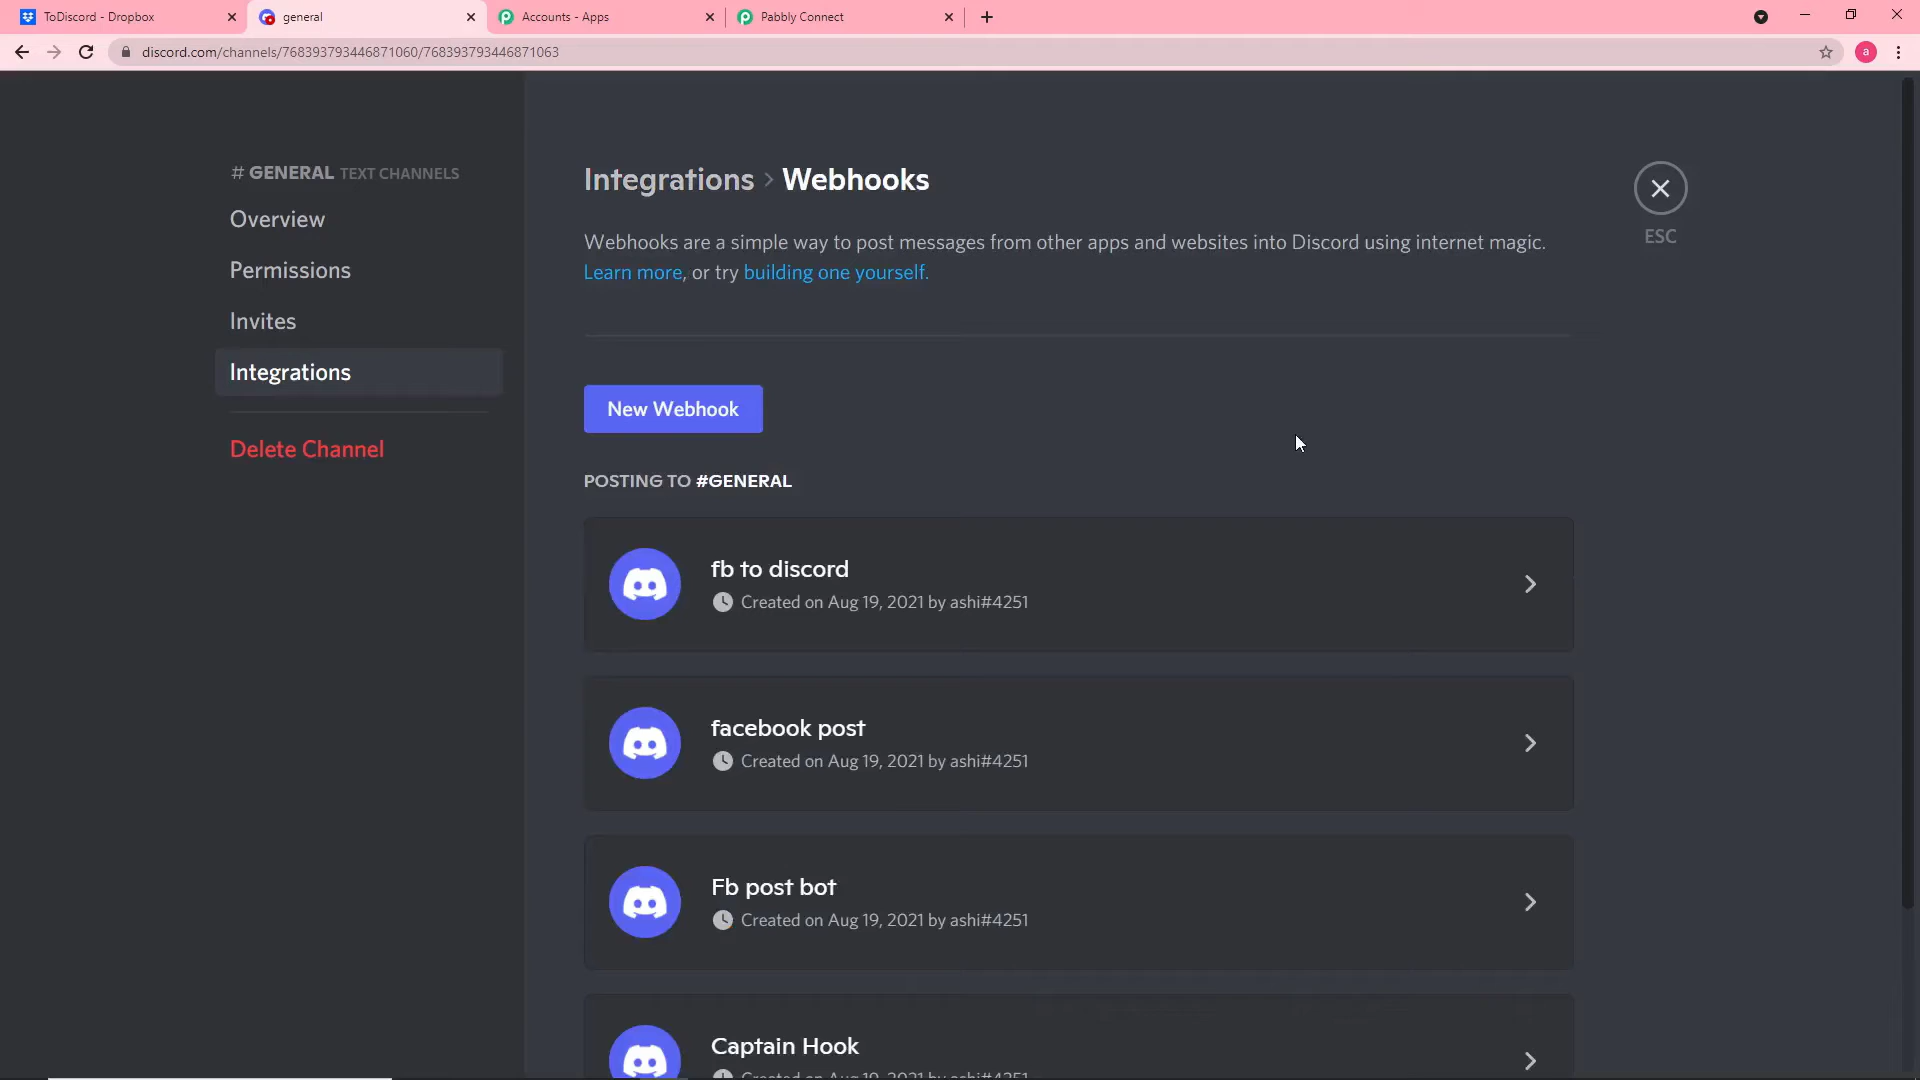 ToDiscord - Dropbox
general
Accounts - Apps
Pabbly Connect
discord.com/channels/768393793446871060/768393793446871063
a
# GENERAL TEXT CHANNELS
Overview
Permissions
Invites
Integrations
Delete Channel
Integrations > Webhooks
ESC
Webhooks are a simple way to post messages from other apps and websites into Discord using internet magic.
Learn more, or try building one yourself.
New Webhook
POSTING TO #GENERAL
fb to discord
Created on Aug 19, 2021 by ashi#4251
facebook post
Created on Aug 19, 2021 by ashi#4251
Fb post bot
Created on Aug 19, 2021 by ashi#4251
Captain Hook
Created on Aug 19, 2021 by ashi#4251